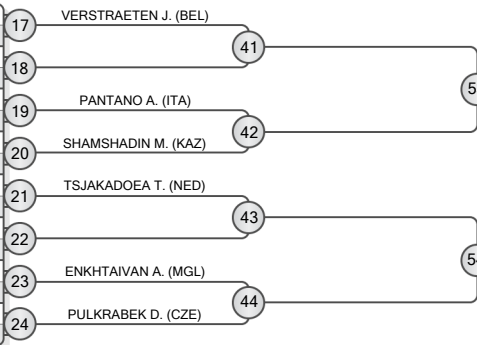 17 VERSTRAETEN J. (BEL)
41
18
19 PANTANO A. (ITA)
42
20 SHAMSHADIN M. (KAZ)
21 TSJAKADOEA T. (NED)
43
22
23 ENKHTAIVAN A. (MGL)
44
24 PULKRABEK D. (CZE)